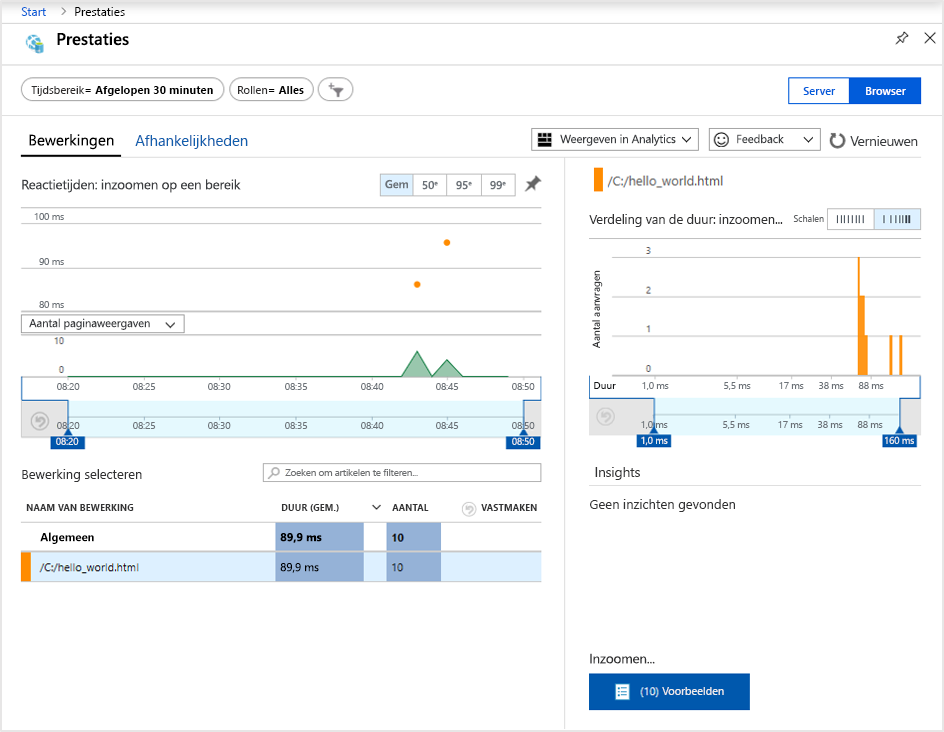 Start > Prestaties
Prestaties
Tijdsbereik= Afgelopen 30 minuten Rollen= Alles
Server Browser
Bewerkingen Afhankelijkheden
Weergeven in Analytics Feedback Vernieuwen
Reactietijden: inzoomen op een bereik Gem 50e 95e 99e
100 ms
90 ms
80 ms
Aantal paginaweergaven
10
0
08:20 08:25 08:30 08:35 08:40 08:45 08:50
08:20 08:25 08:30 08:35 08:40 08:45 08:50
08:20 08:50
Bewerking selecteren Zoeken om artikelen te filteren...
NAAM VAN BEWERKING DUUR (GEM.) AANTAL VASTMAKEN
Algemeen 89,9 ms 10
/C:/hello_world.html 89,9 ms 10
/C:/hello_world.html
Verdeling van de duur: inzoomen... Schalen
Aantal aanvragen
3
2
1
0
Duur 1,0 ms 5,5 ms 17 ms 38 ms 88 ms
1,0 ms 5,5 ms 17 ms 38 ms 88 ms
1,0 ms 160 ms
Insights
Geen inzichten gevonden
Inzoomen...
(10) Voorbeelden